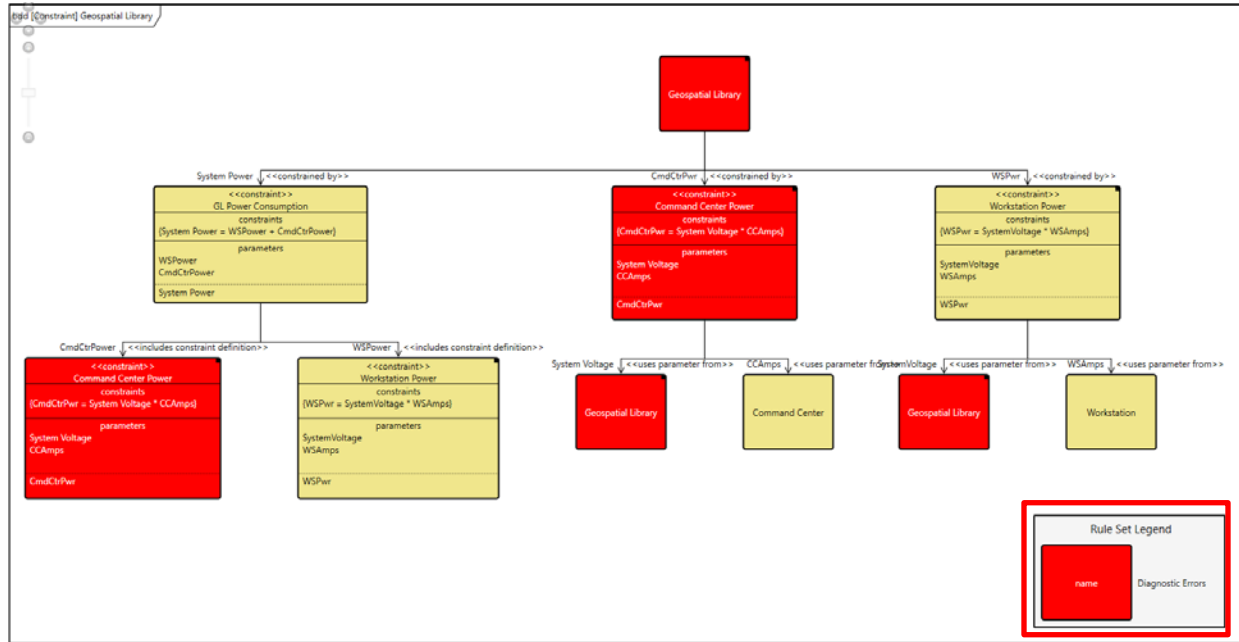 bdd [Constraint] Geospatial Library
Geospatial Library
System Power <<constrained by>>
CmdCtrPwr <<constrained by>>
WSPwr <<constrained by>>
<<constraint>>
GL Power Consumption
constraints
{System Power = WSPower + CmdCtrPower}
parameters
WSPower
CmdCtrPower
System Power
<<constraint>>
Command Center Power
constraints
{CmdCtrPwr = System Voltage * CCAmps}
parameters
System Voltage
CCAmps
CmdCtrPwr
<<constraint>>
Workstation Power
constraints
{WSPwr = SystemVoltage * WSAmps}
parameters
SystemVoltage
WSAmps
WSPwr
CmdCtrPower <<includes constraint definition>>
WSPower <<includes constraint definition>>
System Voltage <<uses parameter from>>
CCAmps <<uses parameter from>>
SystemVoltage <<uses parameter from>>
WSAmps <<uses parameter from>>
<<constraint>>
Command Center Power
constraints
{CmdCtrPwr = System Voltage * CCAmps}
parameters
System Voltage
CCAmps
CmdCtrPwr
<<constraint>>
Workstation Power
constraints
{WSPwr = SystemVoltage * WSAmps}
parameters
SystemVoltage
WSAmps
WSPwr
Geospatial Library
Command Center
Geospatial Library
Workstation
Rule Set Legend
name
Diagnostic Errors